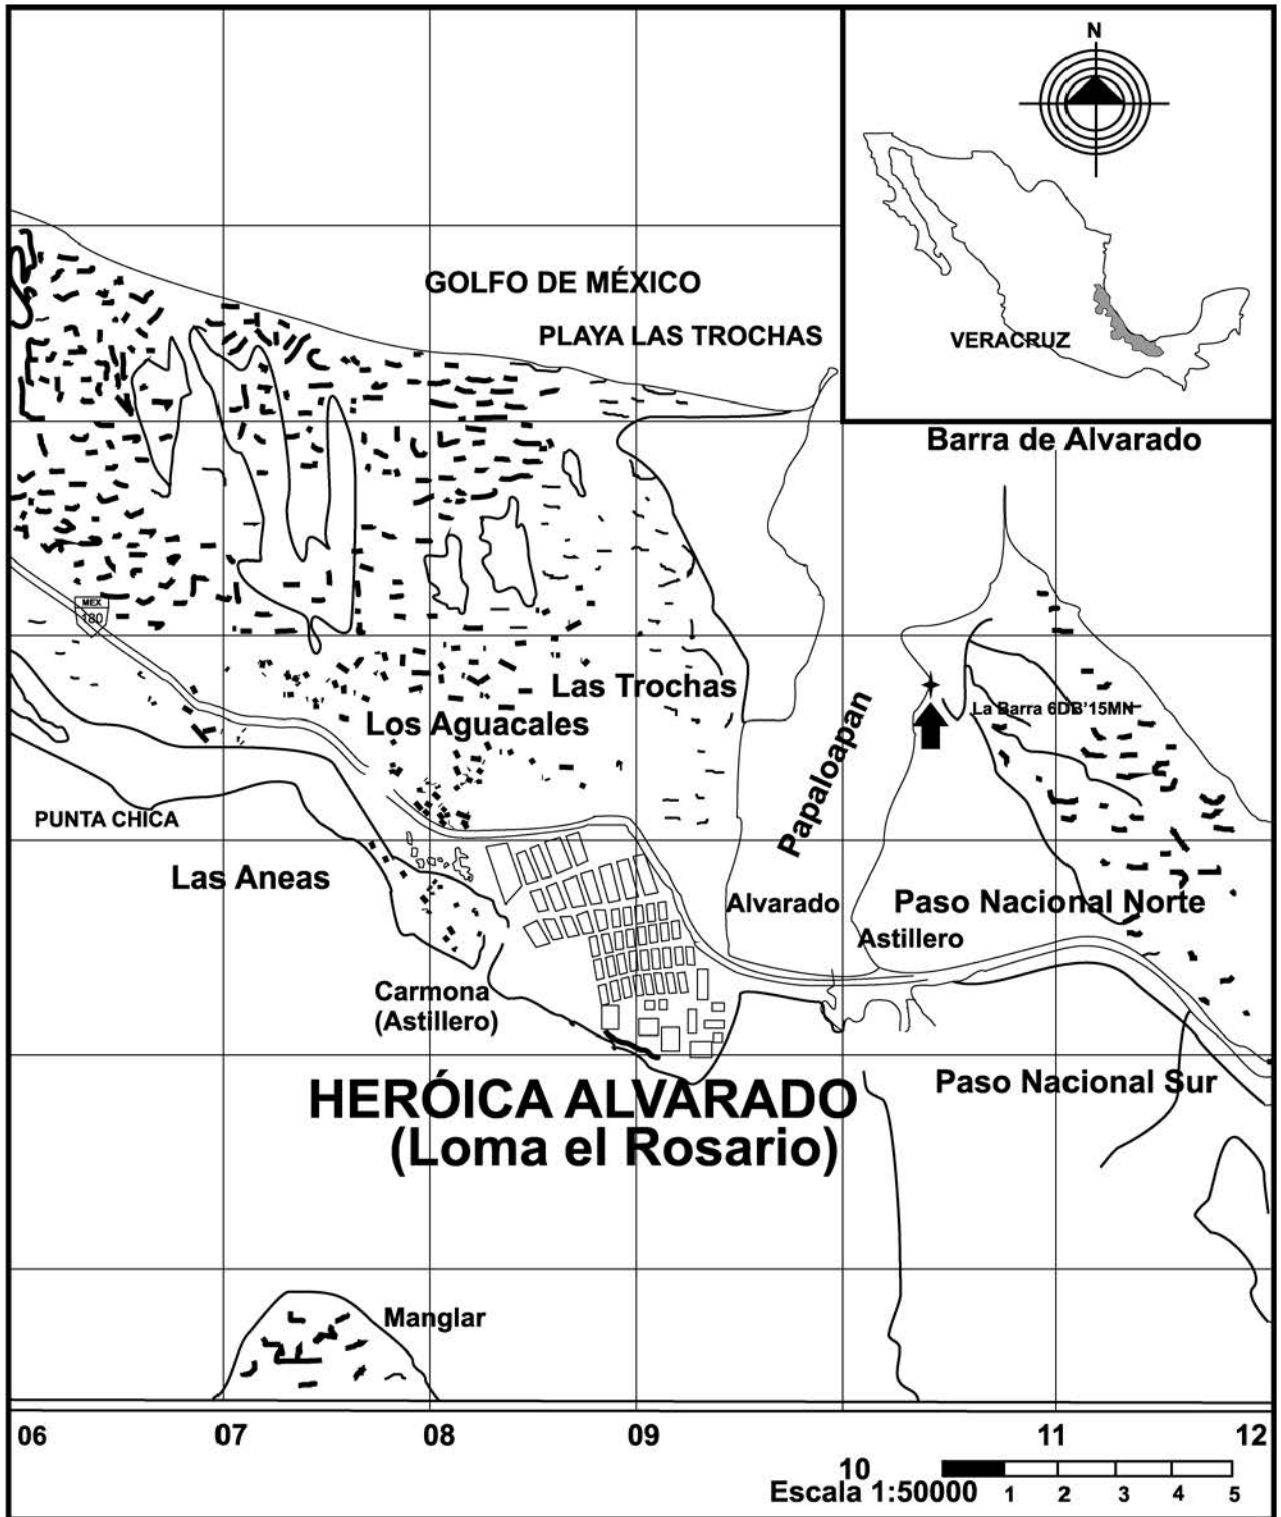 N
VERACRUZ
GOLFO DE MÉXICO
PLAYA LAS TROCHAS
Barra de Alvarado
MEX
180
Las Trochas
Los Aguacales
La Barra 6DB'15MN
Papaloapan
PUNTA CHICA
Las Aneas
Alvarado
Paso Nacional Norte
Astillero
Carmona
(Astillero)
HERÓICA ALVARADO
(Loma el Rosario)
Paso Nacional Sur
Manglar
06 07 08 09 11 12
10
Escala 1:50000 1 2 3 4 5